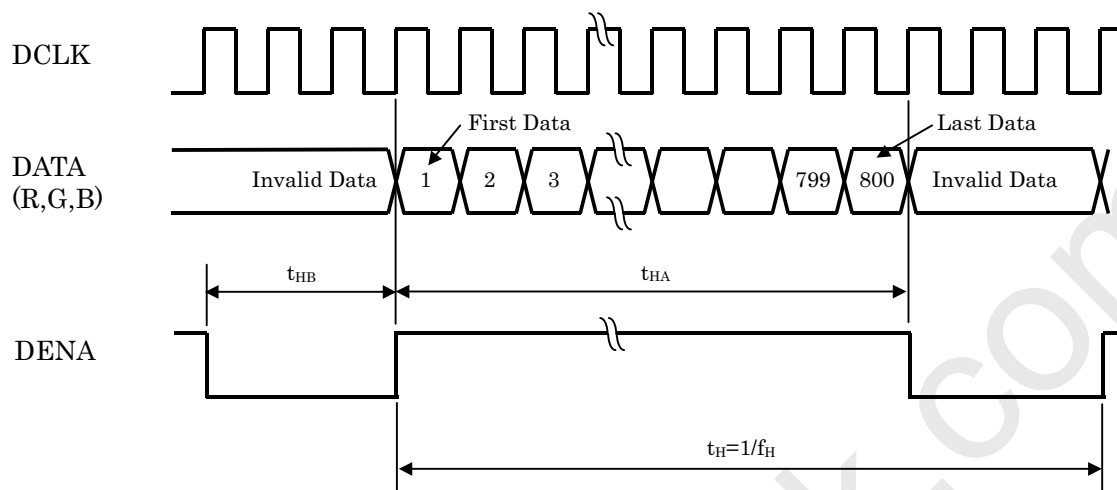 DCLK
First Data
Last Data
DATA
(R,G,B)
Invalid Data 1 2 3 799 800 Invalid Data
tHB
tHA
DENA
tH=1/fH
k.com